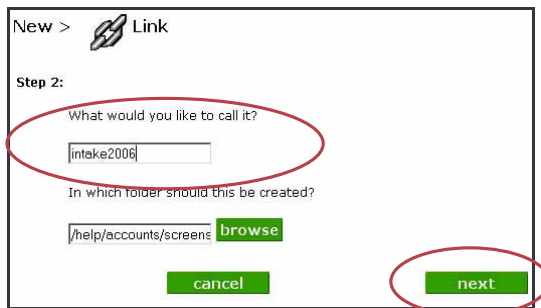 New > Link
Step 2:
What would you like to call it?
intake2006
In which folder should this be created?
/help/accounts/screens browse
cancel next